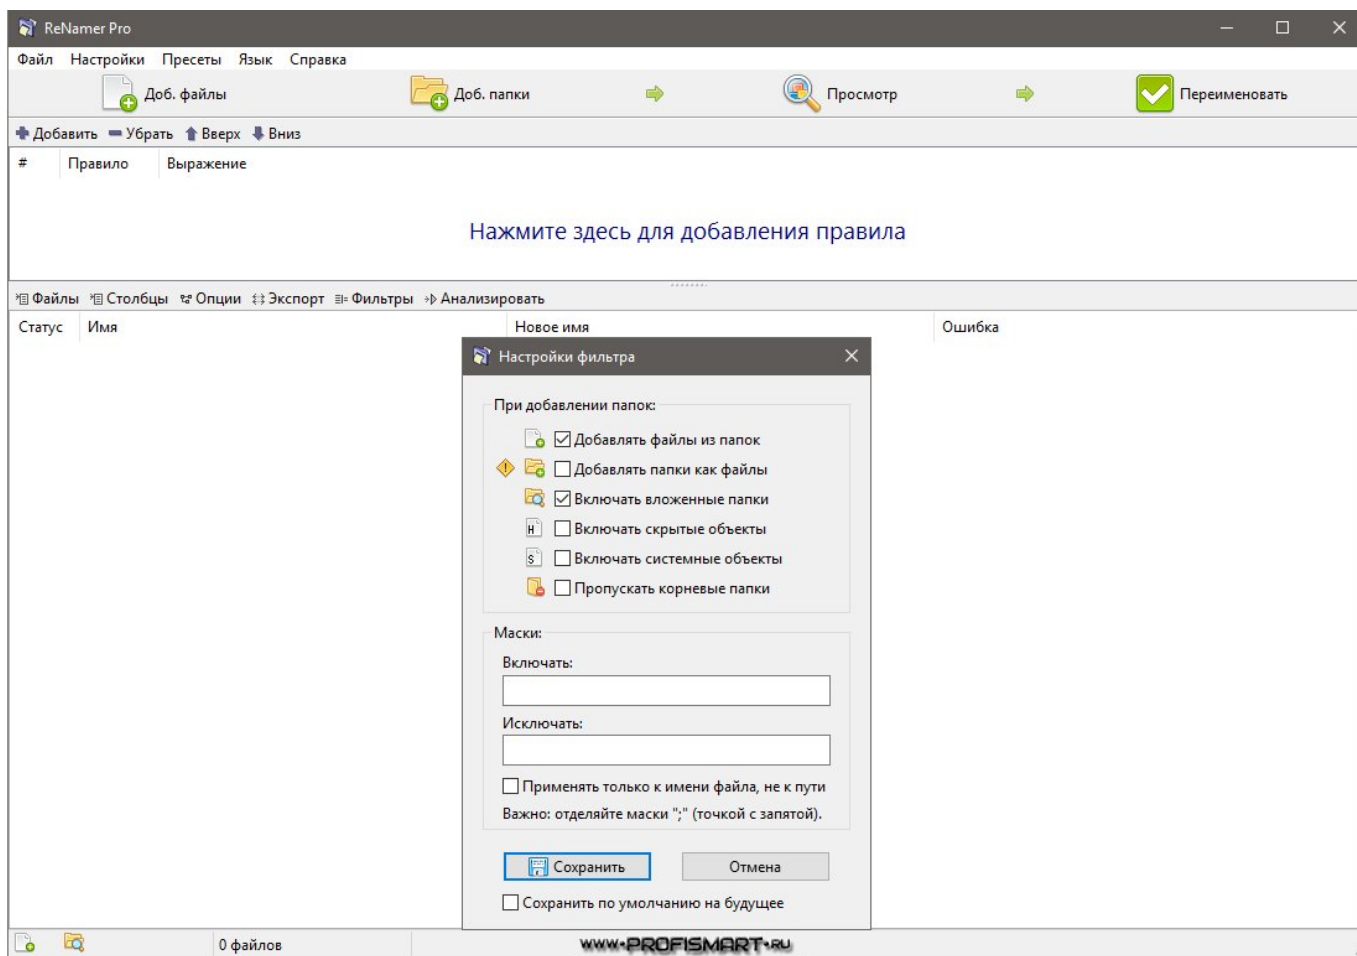 ReNamer Pro
Файл Настройки Пресеты Язык Справка
Доб. файлы Доб. папки Просмотр Переименовать
Добавить Убрать Вверх Вниз
# Правило Выражение
Нажмите здесь для добавления правила
Файлы Столбцы Опции Экспорт Фильтры Анализировать
Статус Имя Новое имя Ошибка
Настройки фильтра
При добавлении папок:
Добавлять файлы из папок
Добавлять папки как файлы
Включать вложенные папки
H Включать скрытые объекты
S Включать системные объекты
Пропускать корневые папки
Маски:
Включать:
Исключать:
Применять только к имени файла, не к пути
Важно: отделяйте маски ";" (точкой с запятой).
Сохранить Отмена
Сохранить по умолчанию на будущее
0 файлов WWW.PROFISMART.RU